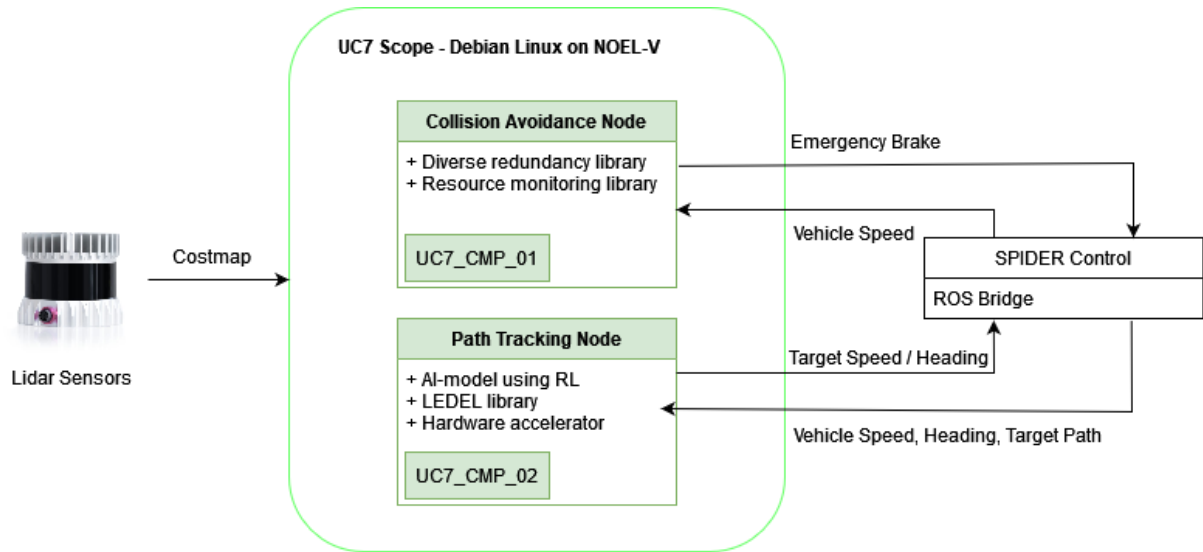 UC7 Scope - Debian Linux on NOEL-V
Collision Avoidance Node
+ Diverse redundancy library
+ Resource monitoring library
UC7_CMP_01
Emergency Brake
Vehicle Speed
Costmap
Lidar Sensors
SPIDER Control
ROS Bridge
Path Tracking Node
+ AI-model using RL
+ LEDEL library
+ Hardware accelerator
UC7_CMP_02
Target Speed / Heading
Vehicle Speed, Heading, Target Path